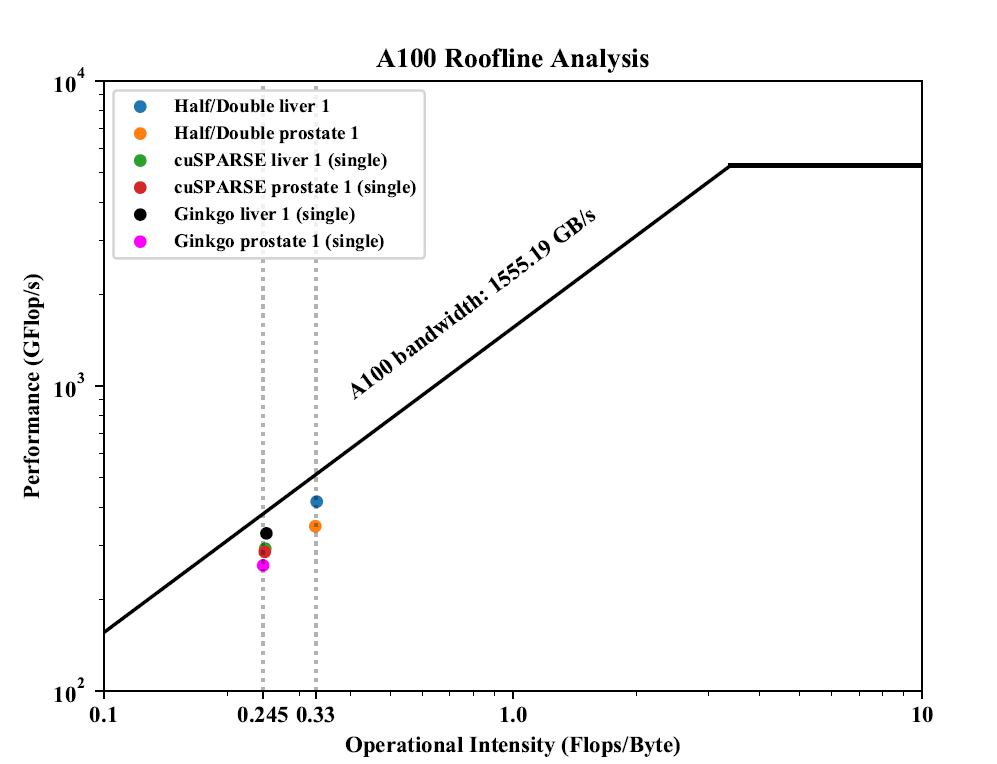 A100 Roofline Analysis
10^4
Half/Double liver 1
Half/Double prostate 1
cuSPARSE liver 1 (single)
cuSPARSE prostate 1 (single)
Ginkgo liver 1 (single)
Ginkgo prostate 1 (single)
A100 bandwidth: 1555.19 GB/s
Performance (GFlop/s)
10^3
10^2
0.1 0.245 0.33 1.0 10
Operational Intensity (Flops/Byte)